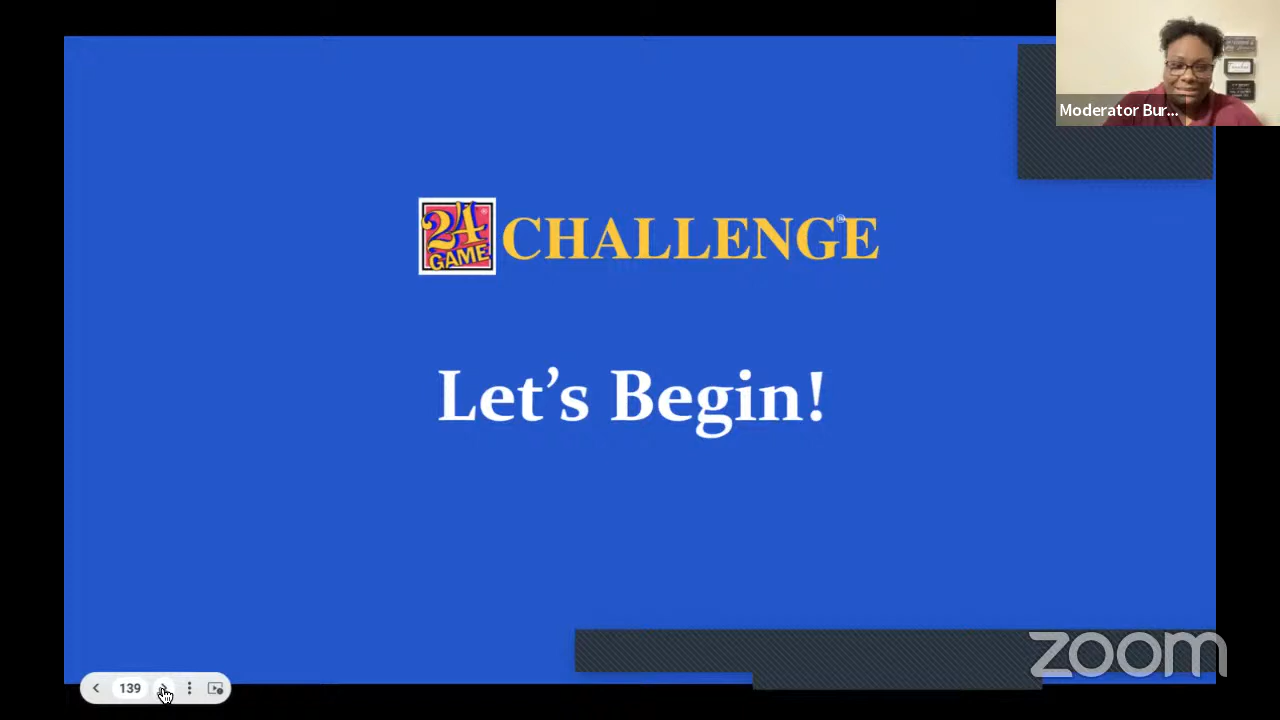 Moderator Bur...
24
GAME
CHALLENGE®
Let's Begin!
zoom
139